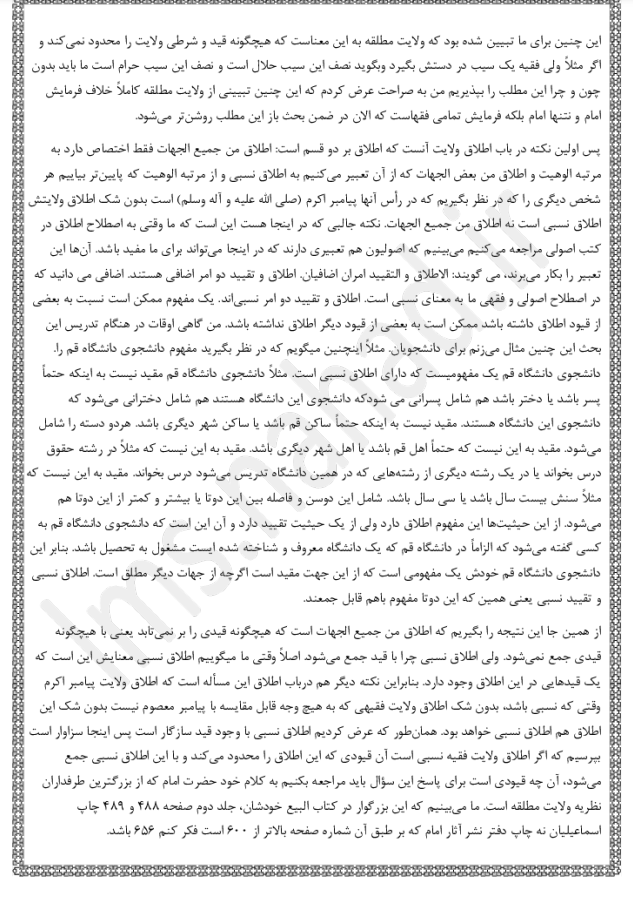 این چنین برای ما تبیین شده بود که ولایت مطلقه به این معناست که هیچگونه قید و شرطی ولایت را محدود نمی‌کند و
اگر مثلاً ولی فقیه یک سیب در دستش بگیرد وبگوید نصف این سیب حلال است و نصف این سیب حرام است ما باید بدون
چون و چرا این مطلب را بپذیریم من به صراحت عرض کردم که این چنین تبیینی از ولایت مطلقه کاملاً خلاف فرمایش
امام و نتنها امام بلکه فرمایش تمامی فقهاست که الان در ضمن بحث باز این مطلب روشن‌تر می‌شود.
پس اولین نکته در باب اطلاق ولایت آنست که اطلاق بر دو قسم است: اطلاق من جمیع الجهات فقط اختصاص دارد به
مرتبه الوهیت و اطلاق من بعض الجهات که از آن تعبیر می‌کنیم به اطلاق نسبی و از مرتبه الوهیت که پایین‌تر بیاییم هر
شخص دیگری را که در نظر بگیریم که در رأس آنها پیامبر اکرم (صلی الله علیه و آله وسلم) است بدون شک اطلاق ولایتش
اطلاق نسبی است نه اطلاق من جمیع الجهات. نکته جالبی که در اینجا هست این است که ما وقتی به اصطلاح اطلاق در
کتب اصولی مراجعه می‌کنیم می‌بینیم که اصولیون هم تعبیری دارند که در اینجا می‌تواند برای ما مفید باشد. آن‌ها این
تعبیر را بکار می‌برند، می گویند: الاطلاق و التقیید امران اضافیان. اطلاق و تقیید دو امر اضافی هستند. اضافی می دانید که
در اصطلاح اصولی و فقهی ما به معنای نسبی است. اطلاق و تقیید دو امر نسبی‌اند. یک مفهوم ممکن است نسبت به بعضی
از قیود اطلاق داشته باشد ممکن است به بعضی از قیود دیگر اطلاق نداشته باشد. من گاهی اوقات در هنگام تدریس این
بحث این چنین مثال می‌زنم برای دانشجویان. مثلاً اینچنین میگویم که در نظر بگیرید مفهوم دانشجوی دانشگاه قم را.
دانشجوی دانشگاه قم یک مفهومیست که دارای اطلاق نسبی است. مثلاً دانشجوی دانشگاه قم مقید نیست به اینکه حتماً
پسر باشد یا دختر باشد هم شامل پسرانی می شودکه دانشجوی این دانشگاه هستند هم شامل دخترانی می‌شود که
دانشجوی این دانشگاه هستند. مقید نیست به اینکه حتماً ساکن قم باشد یا ساکن شهر دیگری باشد. هردو دسته را شامل
می‌شود. مقید به این نیست که حتماً اهل قم باشد یا اهل شهر دیگری باشد. مقید به این نیست که مثلاً در رشته حقوق
درس بخواند یا در یک رشته دیگری از رشته‌هایی که در همین دانشگاه تدریس می‌شود درس بخواند. مقید به این نیست که
مثلاً سنش بیست سال باشد یا سی سال باشد. شامل این دوسن و فاصله بین این دوتا یا بیشتر و کمتر از این دوتا هم
می‌شود. از این حیثیت‌ها این مفهوم اطلاق دارد ولی از یک حیثیت تقیید دارد و آن این است که دانشجوی دانشگاه قم به
کسی گفته می‌شود که الزاماً در دانشگاه قم که یک دانشگاه معروف و شناخته شده ایست مشغول به تحصیل باشد. بنابر این
دانشجوی دانشگاه قم خودش یک مفهومی است که از این جهت مقید است اگرچه از جهات دیگر مطلق است. اطلاق نسبی
و تقیید نسبی یعنی همین که این دوتا مفهوم باهم قابل جمعند.
از همین جا این نتیجه را بگیریم که اطلاق من جمیع الجهات است که هیچگونه قیدی را بر نمی‌تابد یعنی با هیچگونه
قیدی جمع نمی‌شود. ولی اطلاق نسبی چرا با قید جمع می‌شود. اصلاً وقتی ما میگوییم اطلاق نسبی معنایش این است که
یک قیدهایی در این اطلاق وجود دارد. بنابراین نکته دیگر هم درباب اطلاق این مسأله است که اطلاق ولایت پیامبر اکرم
وقتی که نسبی باشد، بدون شک اطلاق ولایت فقیهی که به هیچ وجه قابل مقایسه با پیامبر معصوم نیست بدون شک این
اطلاق هم اطلاق نسبی خواهد بود. همان‌طور که عرض کردیم اطلاق نسبی با وجود قید سازگار است پس اینجا سزاوار است
بپرسیم که اگر اطلاق ولایت فقیه نسبی است آن قیودی که این اطلاق را محدود می‌کند و با این اطلاق نسبی جمع
می‌شود، آن چه قیودی است برای پاسخ این سؤال باید مراجعه بکنیم به کلام خود حضرت امام که از بزرگترین طرفداران
نظریه ولایت مطلقه است. ما می‌بینیم که این بزرگوار در کتاب البیع خودشان، جلد دوم صفحه ۴۸۸ و ۴۸۹ چاپ
اسماعیلیان نه چاپ دفتر نشر آثار امام که بر طبق آن شماره صفحه بالاتر از ۶۰۰ است فکر کنم ۶۵۶ باشد.